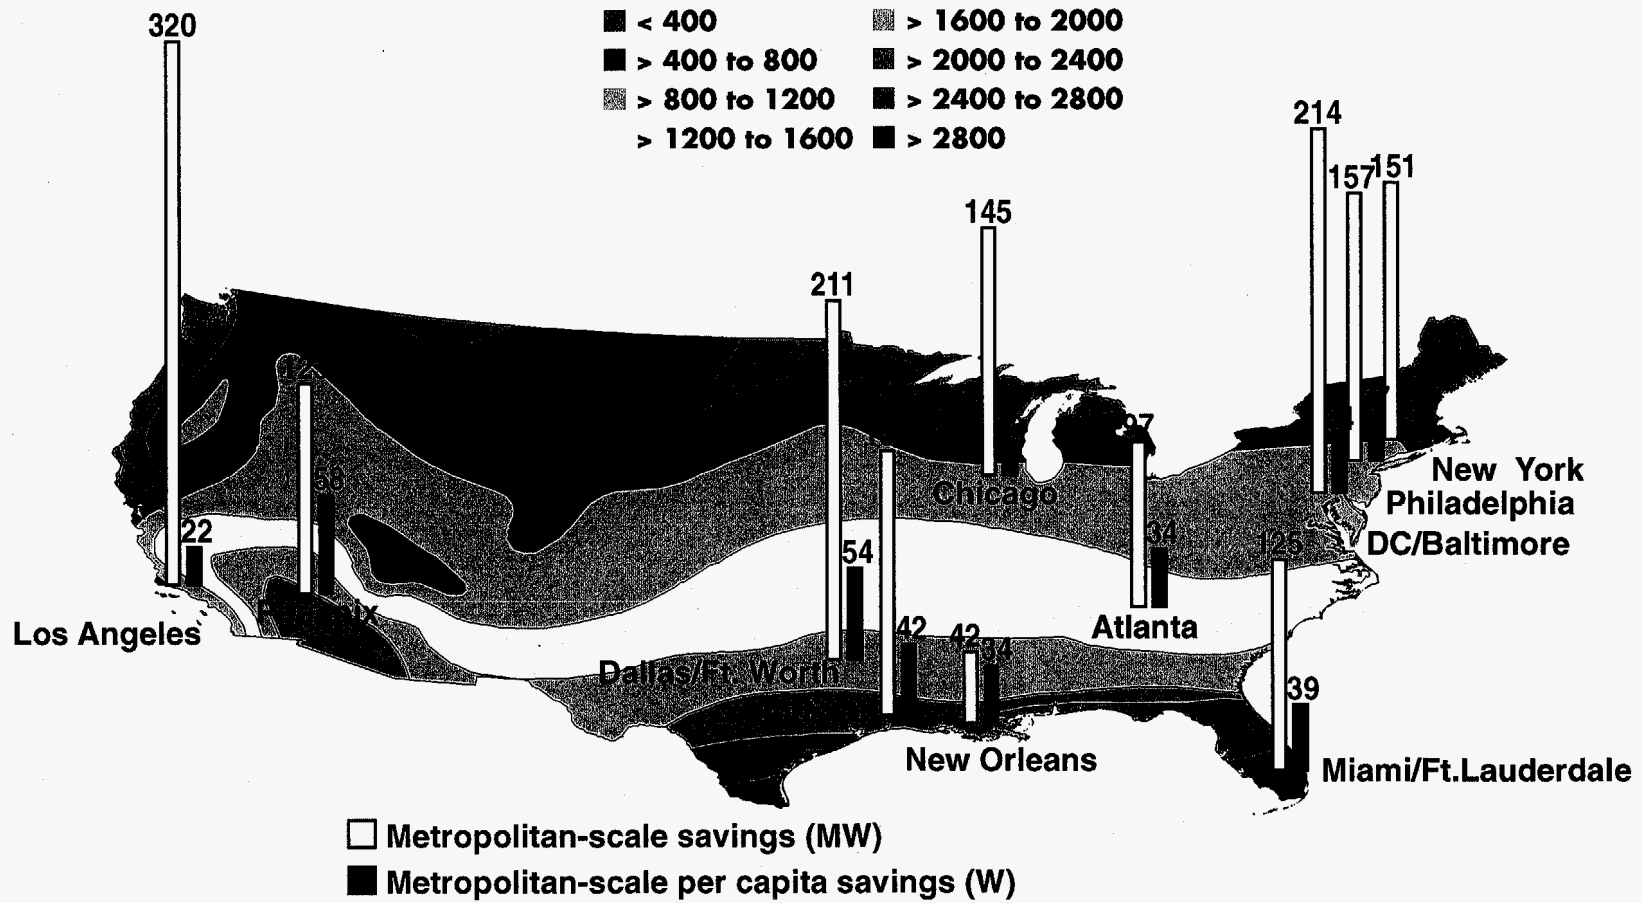 320
< 400
> 1600 to 2000
> 400 to 800
> 2000 to 2400
> 800 to 1200
> 2400 to 2800
> 1200 to 1600
> 2800
214
157
151
145
211
58
Chicago
New York
Philadelphia
DC/Baltimore
22
54
34
125
Phoenix
Los Angeles
Atlanta
42
42
34
Dallas/Ft. Worth
39
New Orleans
Miami/Ft.Lauderdale
Metropolitan-scale savings (MW)
Metropolitan-scale per capita savings (W)